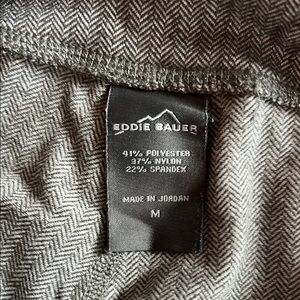 EDDIE BAUER
41% POLYESTER
37% NYLON
22% SPANDEX
MADE IN JORDAN
M